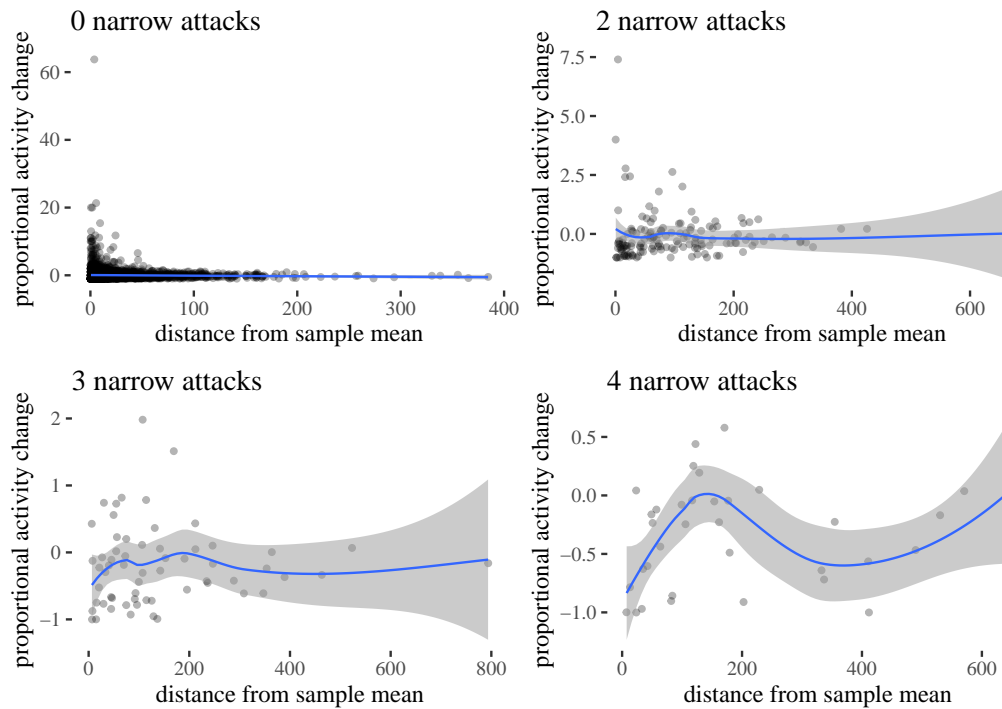 0 narrow attacks
proportional activity change
60
40
20
0
0
100
200
300
400
distance from sample mean
2 narrow attacks
proportional activity change
7.5
5.0
2.5
0.0
0
200
400
600
distance from sample mean
3 narrow attacks
proportional activity change
2
1
0
−1
0
200
400
600
800
distance from sample mean
4 narrow attacks
proportional activity change
0.5
0.0
−0.5
−1.0
0
200
400
600
distance from sample mean